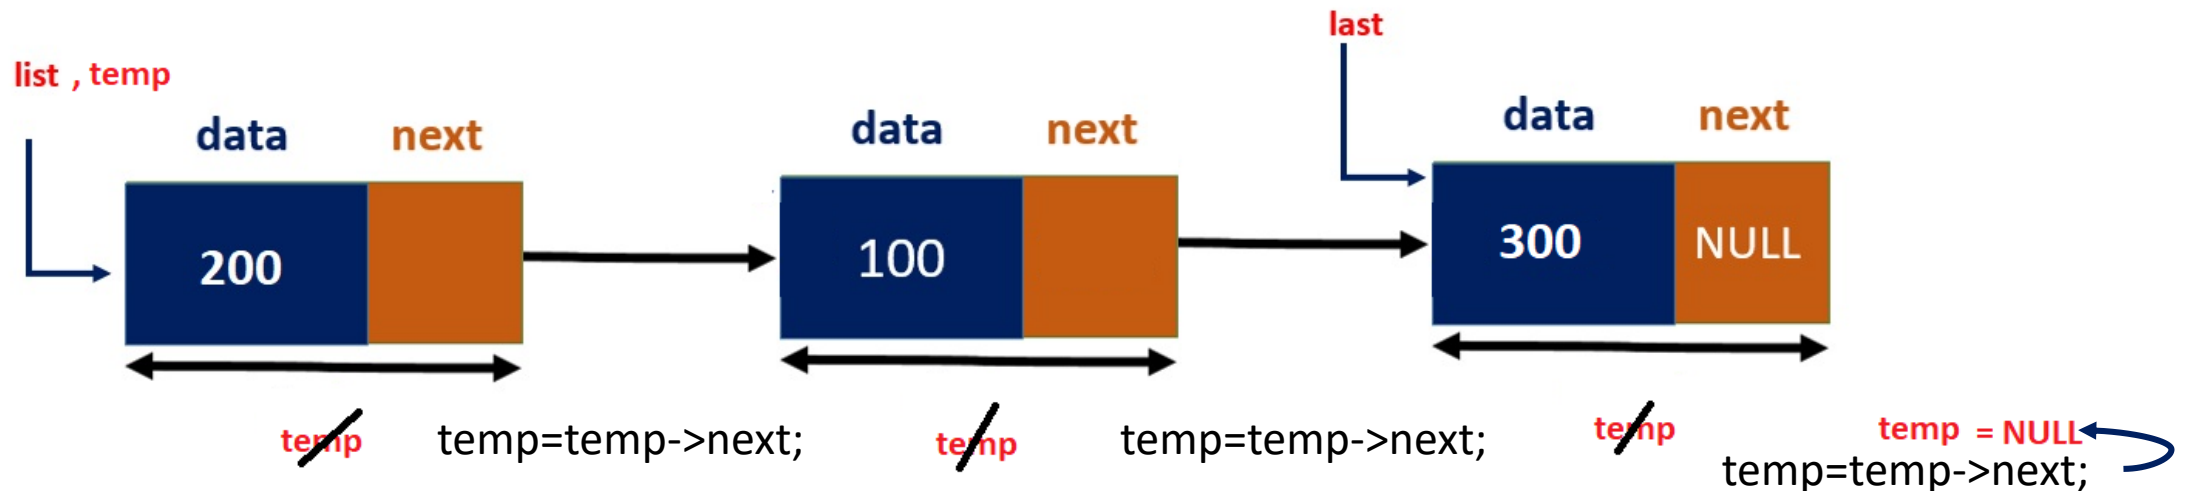 last
list , temp
data next
data next
data next
200
100
300 NULL
temp temp=temp->next; temp temp=temp->next; temp temp = NULL
temp=temp->next;